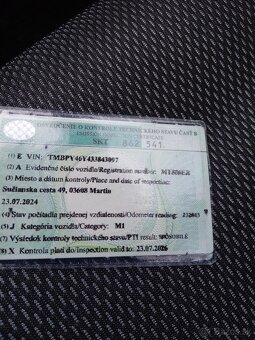 OSVEDČENIE O KONTROLE TECHNICKÉHO STAVU ČASŤ B
SKT 862 541
(1) E VIN: TMBPY46Y433843097
(2) A Evidenčné číslo vozidla/Registration number:
(3) Miesto a dátum kontroly/Place and date of inspection:
Sučianska cesta 49, 03608 Martin
23.07.2024
(4) Stav počítadla prejdenej vzdialenosti/Odometer reading:
(5) J Kategória vozidla/Category: M1
(7) Výsledok kontroly technického stavu/PTI result:
(8) X Kontrola platí do/Inspection valid to: 23.07.2026